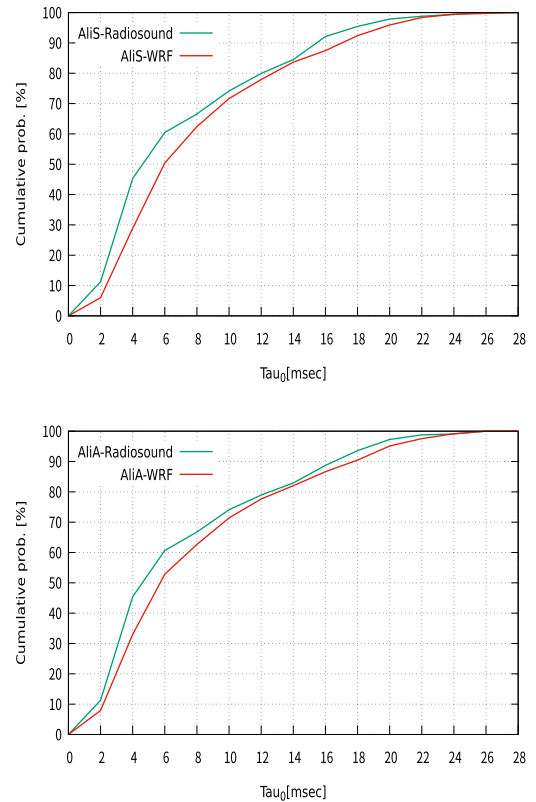 100
90
80
70
60
50
40
30
20
10
0
Cumulative prob. [%]
AliS-Radiosound
AliS-WRF
0 2 4 6 8 10 12 14 16 18 20 22 24 26 28
Tau0[msec]
100
90
80
70
60
50
40
30
20
10
0
Cumulative prob. [%]
AliA-Radiosound
AliA-WRF
0 2 4 6 8 10 12 14 16 18 20 22 24 26 28
Tau0[msec]